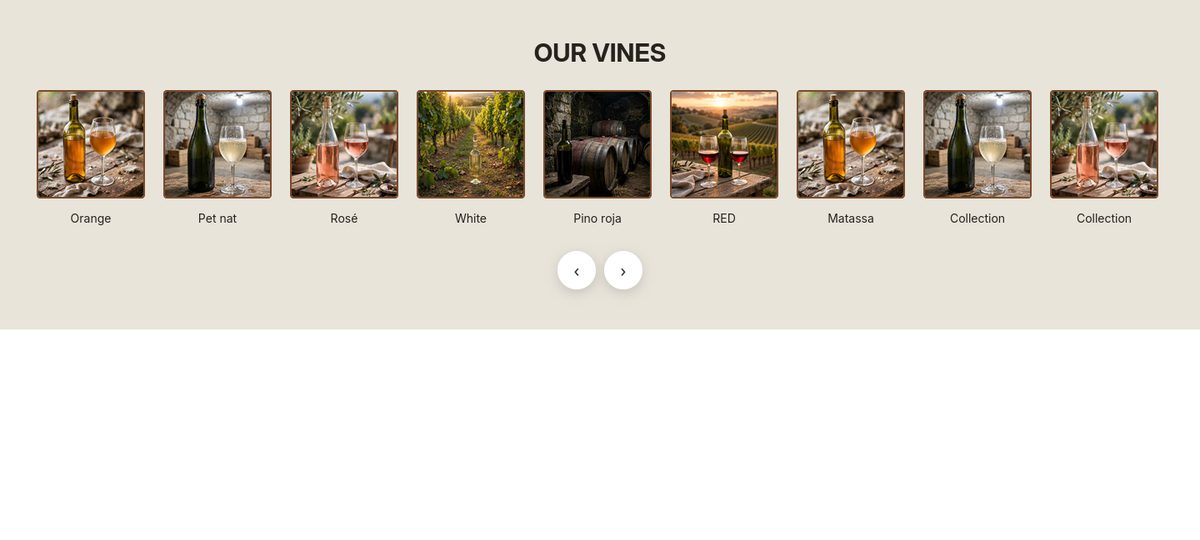 OUR VINES
Orange
Pet nat
Rosé
White
Pino roja
RED
Matassa
Collection
Collection
‹ ›